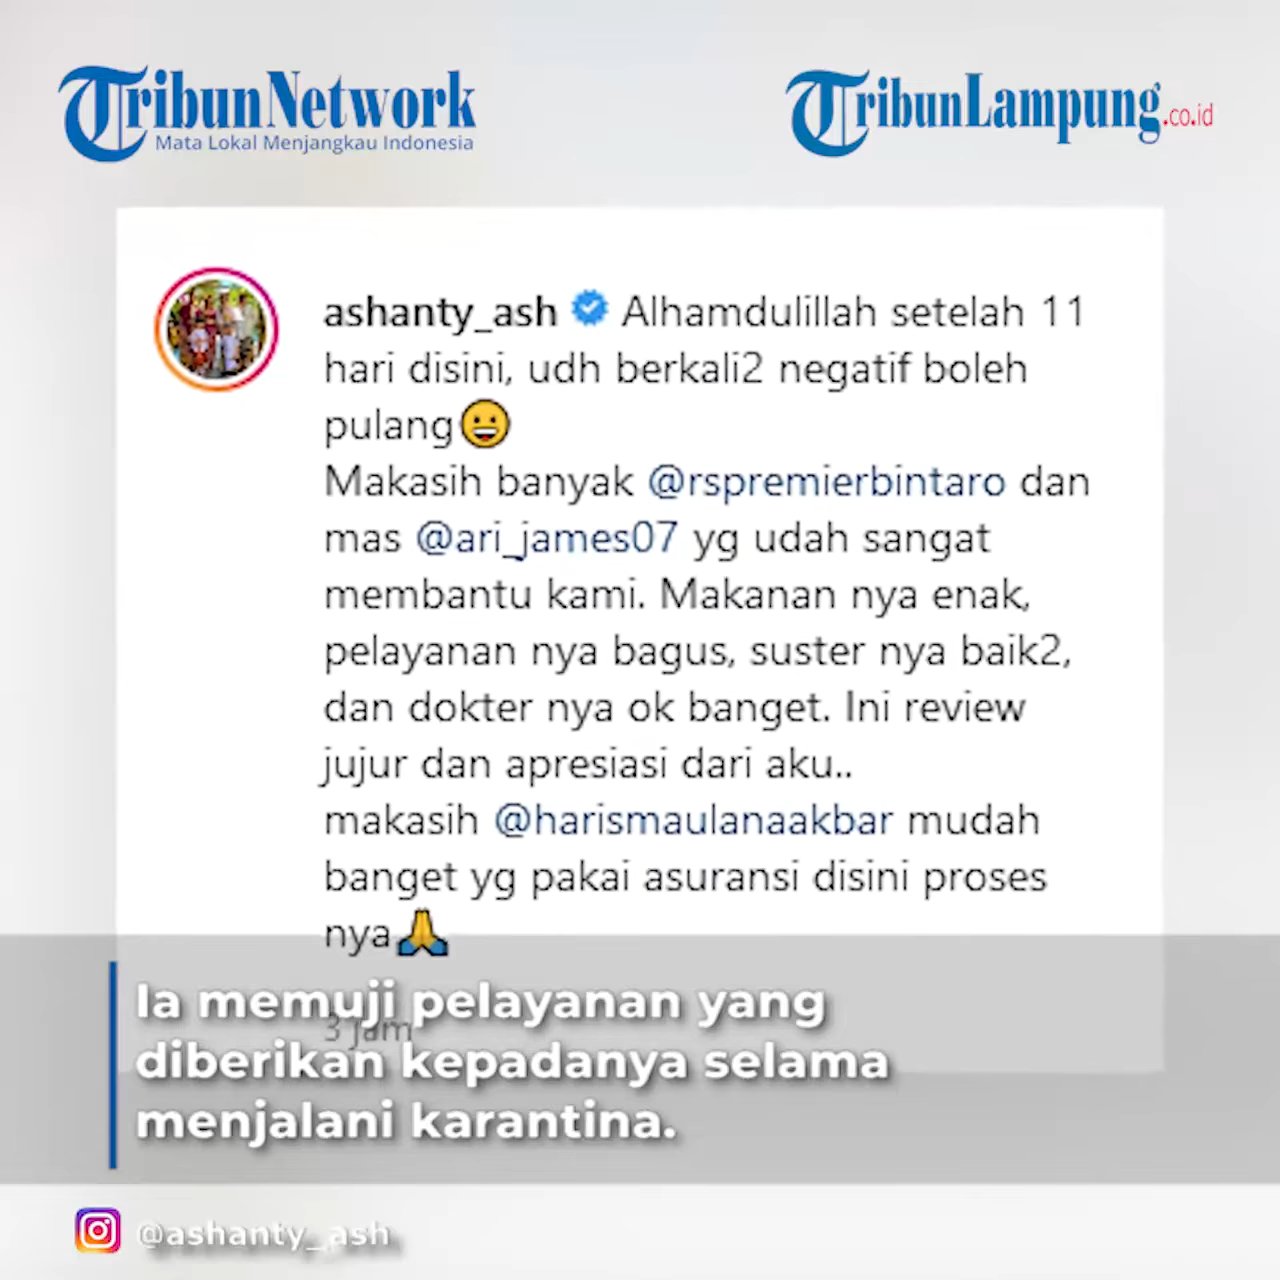 TribunNetwork
Mata Lokal Menjangkau Indonesia
TribunLampung.co.id
ashanty_ash Alhamdulillah setelah 11
hari disini, udh berkali2 negatif boleh
pulang😀
Makasih banyak @rspremierbintaro dan
mas @ari_james07 yg udah sangat
membantu kami. Makanan nya enak,
pelayanan nya bagus, suster nya baik2,
dan dokter nya ok banget. Ini review
jujur dan apresiasi dari aku..
makasih @harismaulanaakbar mudah
banget yg pakai asuransi disini proses
nya🙏
3 jam
Ia memuji pelayanan yang
diberikan kepadanya selama
menjalani karantina.
@ashanty_ash